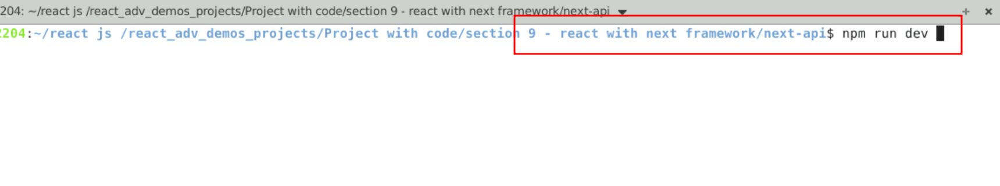 204: ~/react js /react_adv_demos_projects/Project with code/section 9 - react with next framework/next-api
2204:~/react js /react_adv_demos_projects/Project with code/section 9 - react with next framework/next-api$ npm run dev